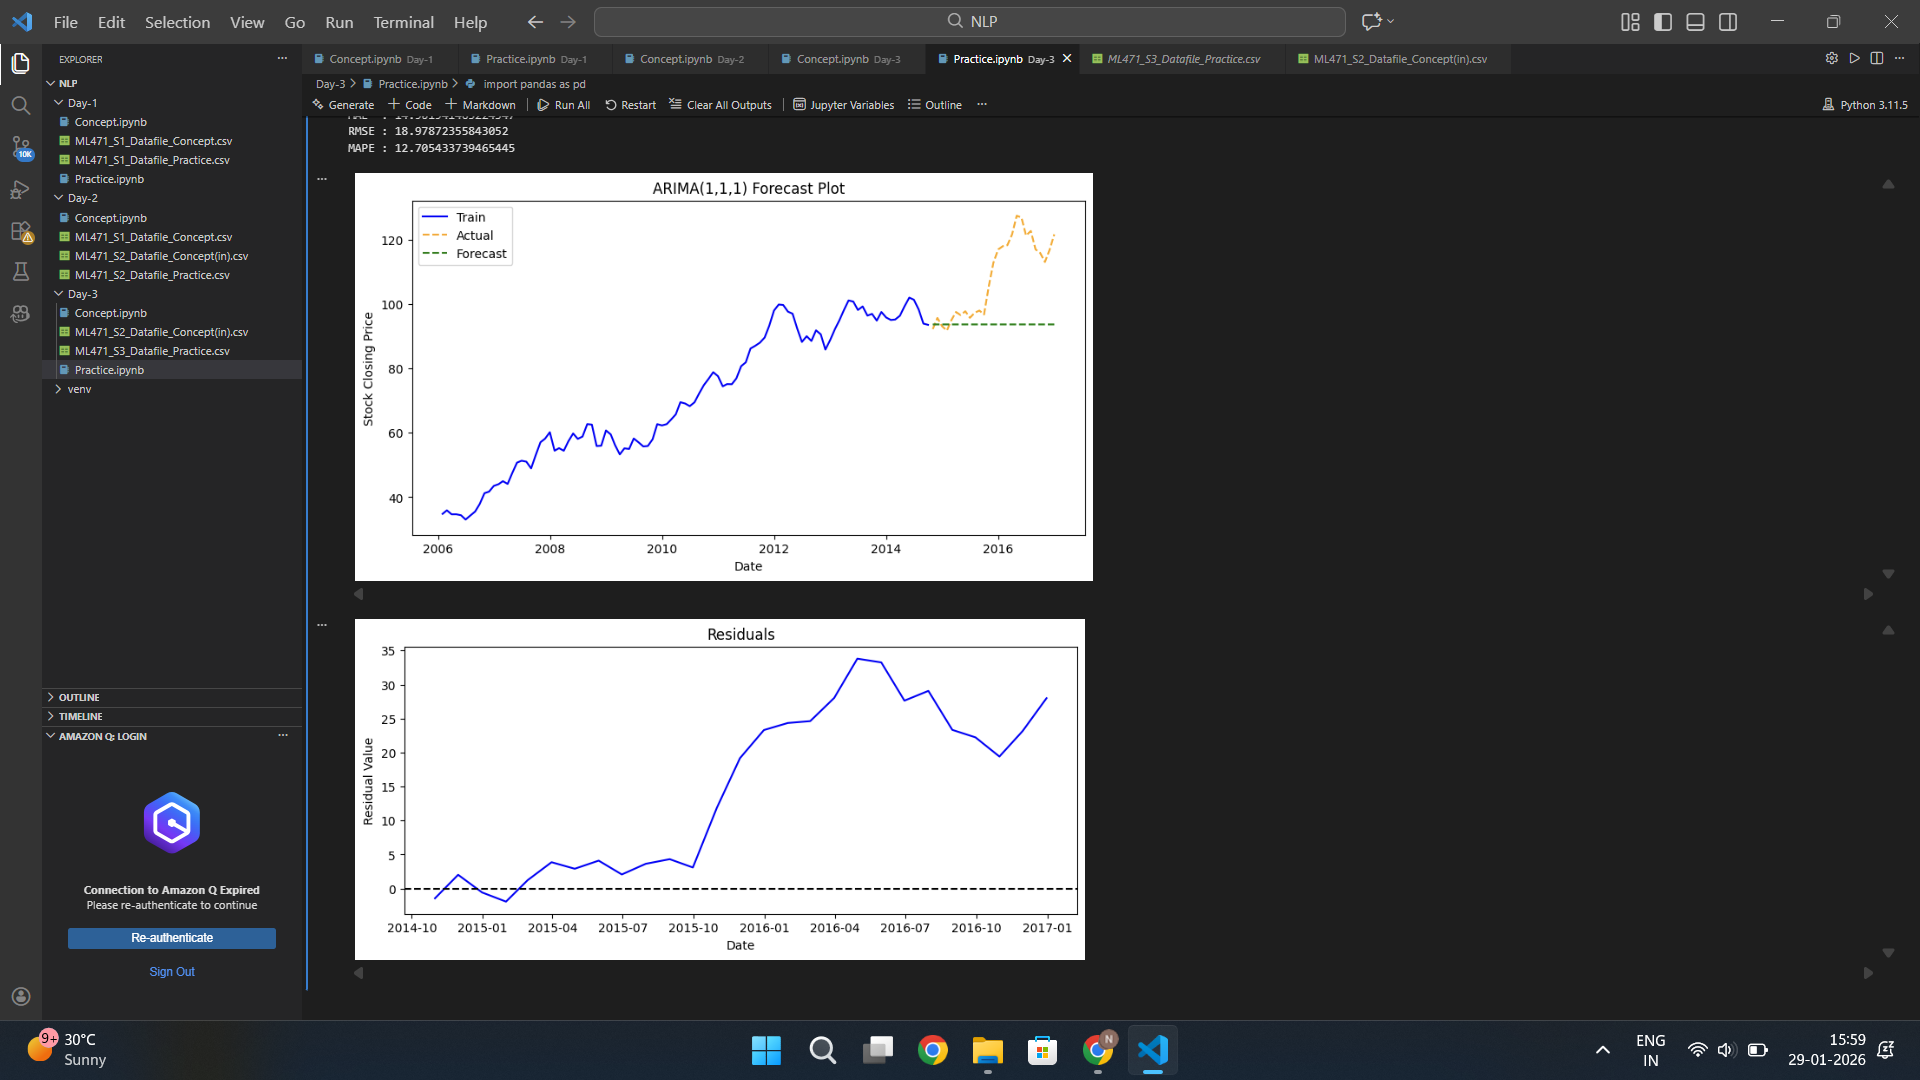 File Edit Selection View Go Run Terminal Help
NLP
EXPLORER
NLP
Day-1
Concept.ipynb
ML471_S1_Datafile_Concept.csv
ML471_S1_Datafile_Practice.csv
Practice.ipynb
Day-2
Concept.ipynb
ML471_S1_Datafile_Concept.csv
ML471_S2_Datafile_Concept(in).csv
ML471_S2_Datafile_Practice.csv
Day-3
Concept.ipynb
ML471_S2_Datafile_Concept(in).csv
ML471_S3_Datafile_Practice.csv
Practice.ipynb
venv
10K
OUTLINE
TIMELINE
AMAZON Q: LOGIN
Connection to Amazon Q Expired
Please re-authenticate to continue
Re-authenticate
Sign Out
Concept.ipynb Day-1 Practice.ipynb Day-1 Concept.ipynb Day-2 Concept.ipynb Day-3 Practice.ipynb Day-3 ML471_S3_Datafile_Practice.csv ML471_S2_Datafile_Concept(in).csv
Day-3 > Practice.ipynb > import pandas as pd
Generate + Code + Markdown Run All Restart Clear All Outputs Jupyter Variables Outline ... Python 3.11.5
RMSE : 18.97872355843052
MAPE : 12.705433739465445
ARIMA(1,1,1) Forecast Plot
Train
Actual
Forecast
120
100
80
60
40
Stock Closing Price
2006 2008 2010 2012 2014 2016
Date
Residuals
35
30
25
20
15
10
5
0
Residual Value
2014-10 2015-01 2015-04 2015-07 2015-10 2016-01 2016-04 2016-07 2016-10 2017-01
Date
9+
30°C
Sunny
N
ENG
IN
15:59
29-01-2026